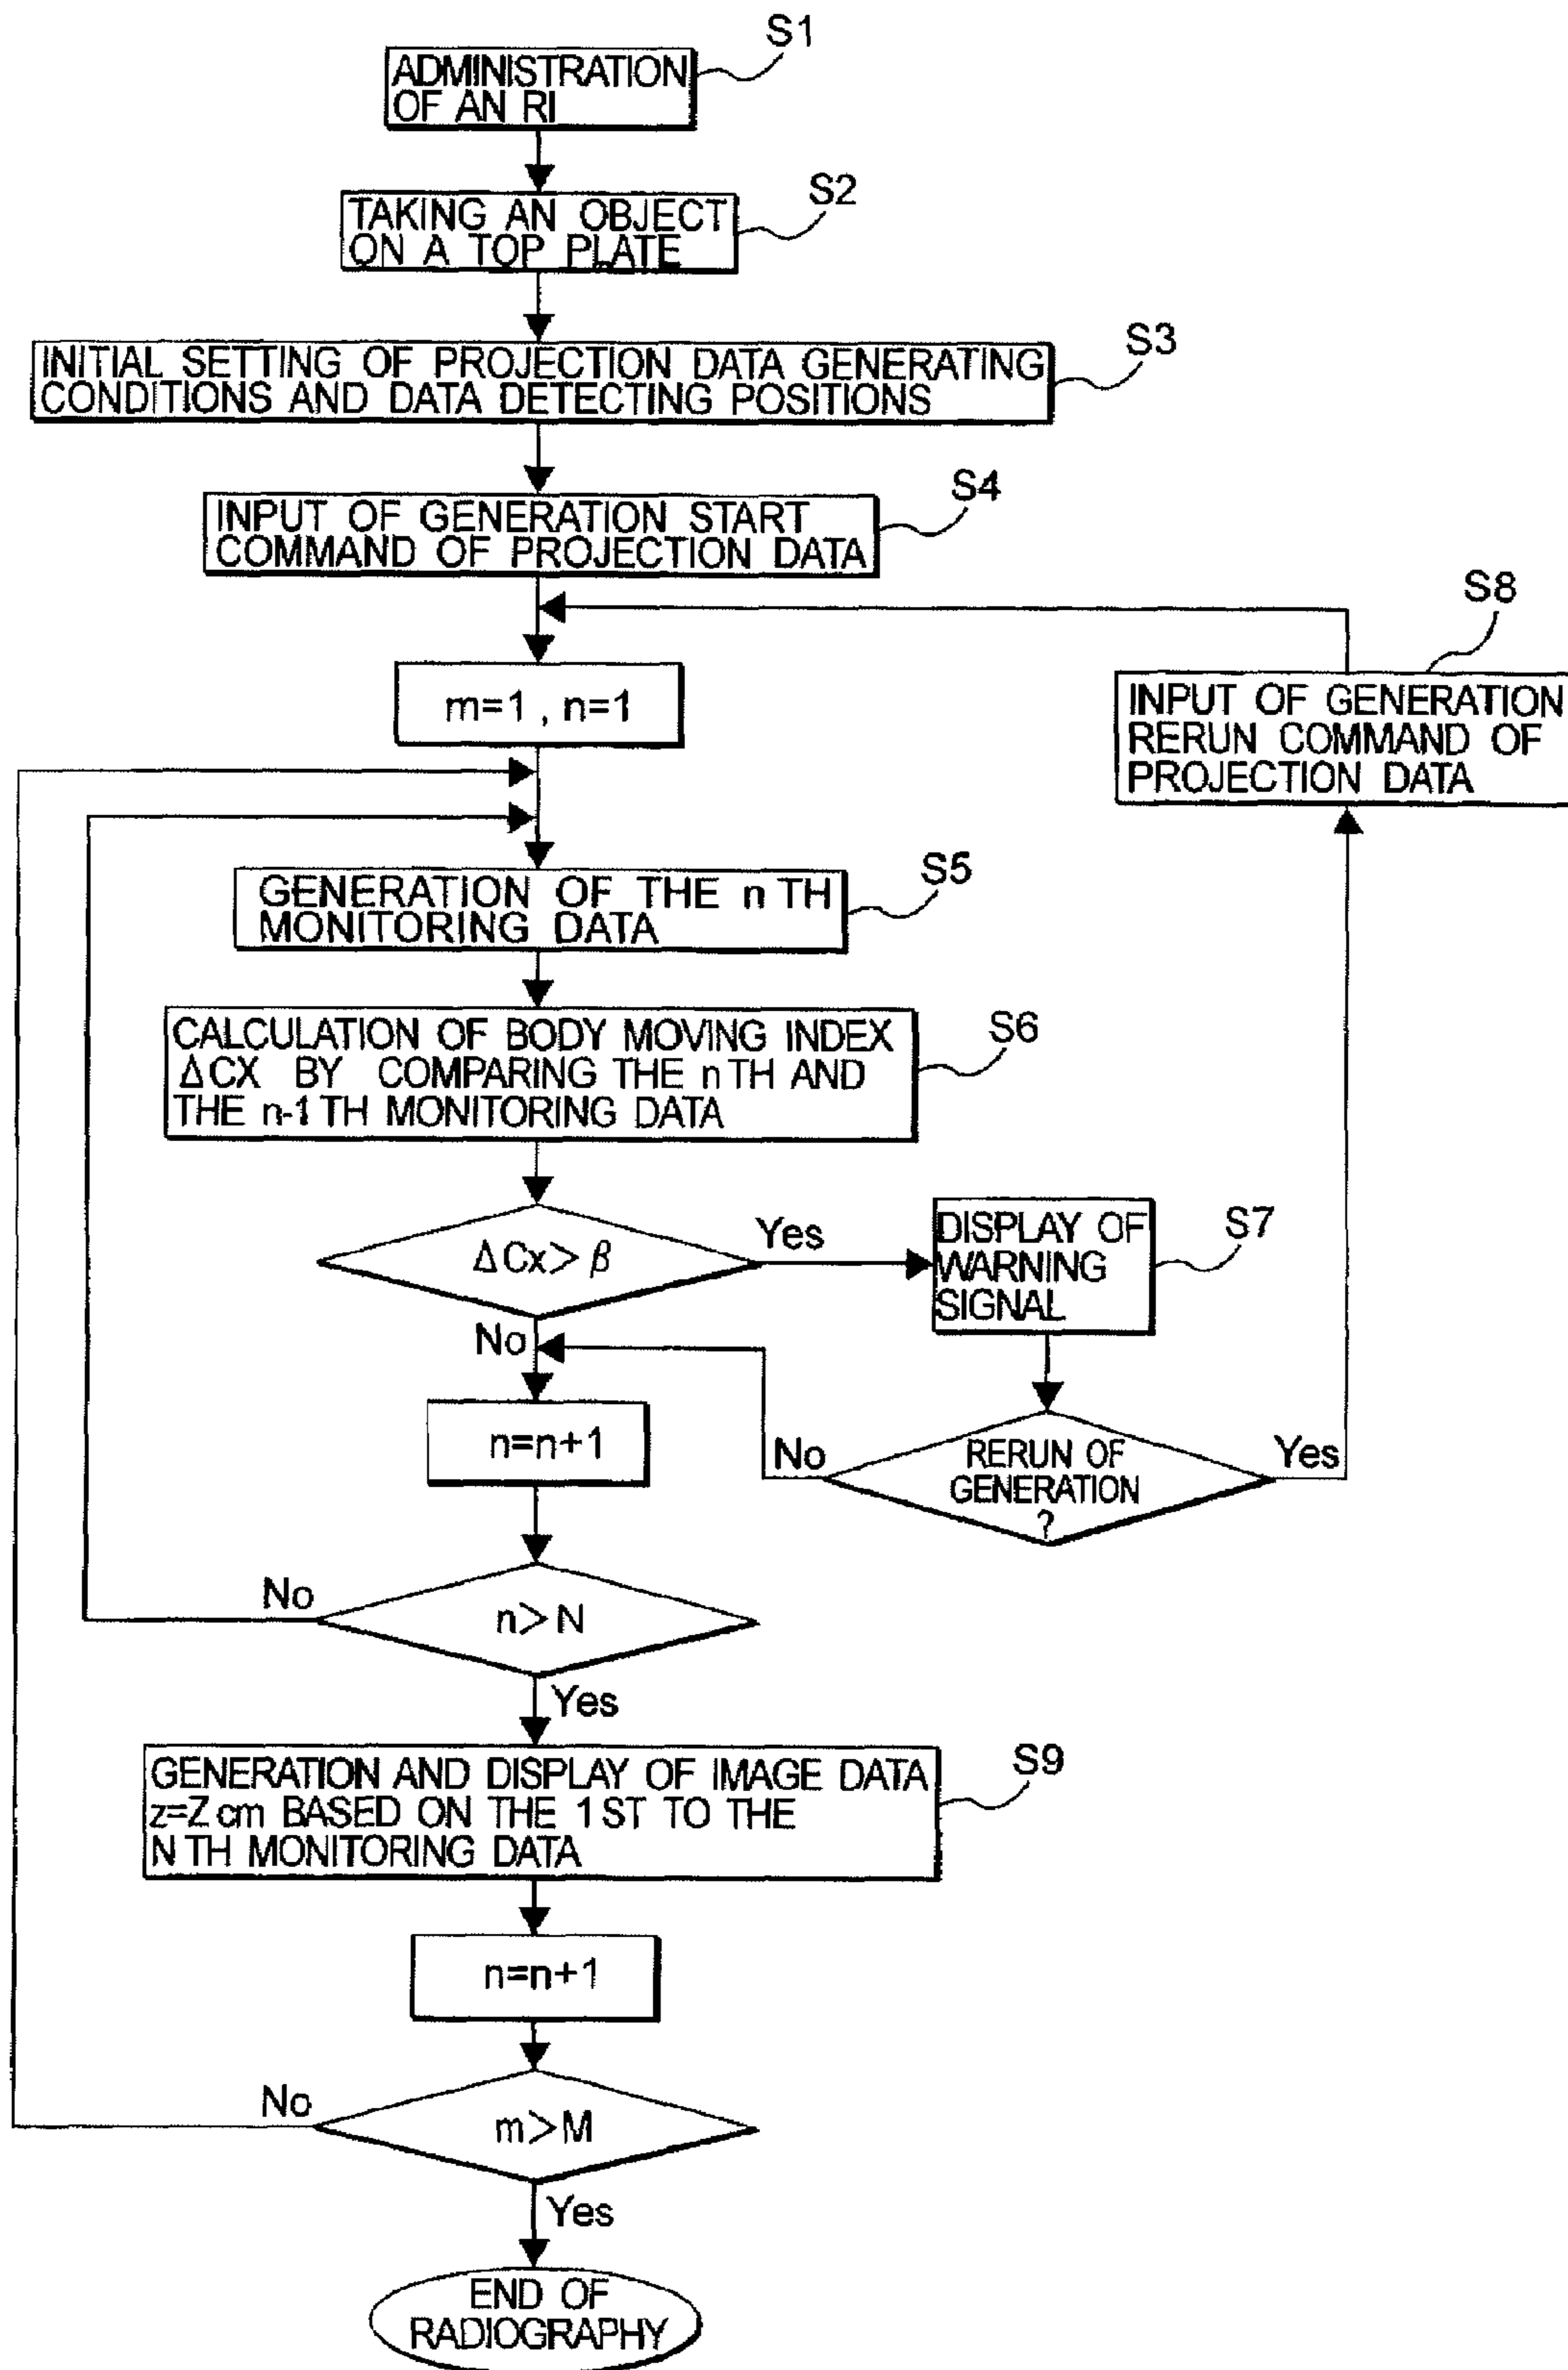 S1
ADMINISTRATION
OF AN RI
S2
TAKING AN OBJECT
ON A TOP PLATE
S3
INITIAL SETTING OF PROJECTION DATA GENERATING
CONDITIONS AND DATA DETECTING POSITIONS
S4
INPUT OF GENERATION START
COMMAND OF PROJECTION DATA
S8
INPUT OF GENERATION
RERUN COMMAND OF
PROJECTION DATA
m=1 , n=1
S5
GENERATION OF THE n TH
MONITORING DATA
S6
CALCULATION OF BODY MOVING INDEX
ΔCX BY COMPARING THE n TH AND
THE n-1 TH MONITORING DATA
ΔCx > β
Yes
No
S7
DISPLAY OF
WARNING
SIGNAL
RERUN OF
GENERATION
?
No
Yes
n=n+1
n>N
No
Yes
S9
GENERATION AND DISPLAY OF IMAGE DATA
z=Z cm BASED ON THE 1 ST TO THE
N TH MONITORING DATA
n=n+1
m>M
No
Yes
END OF
RADIOGRAPHY